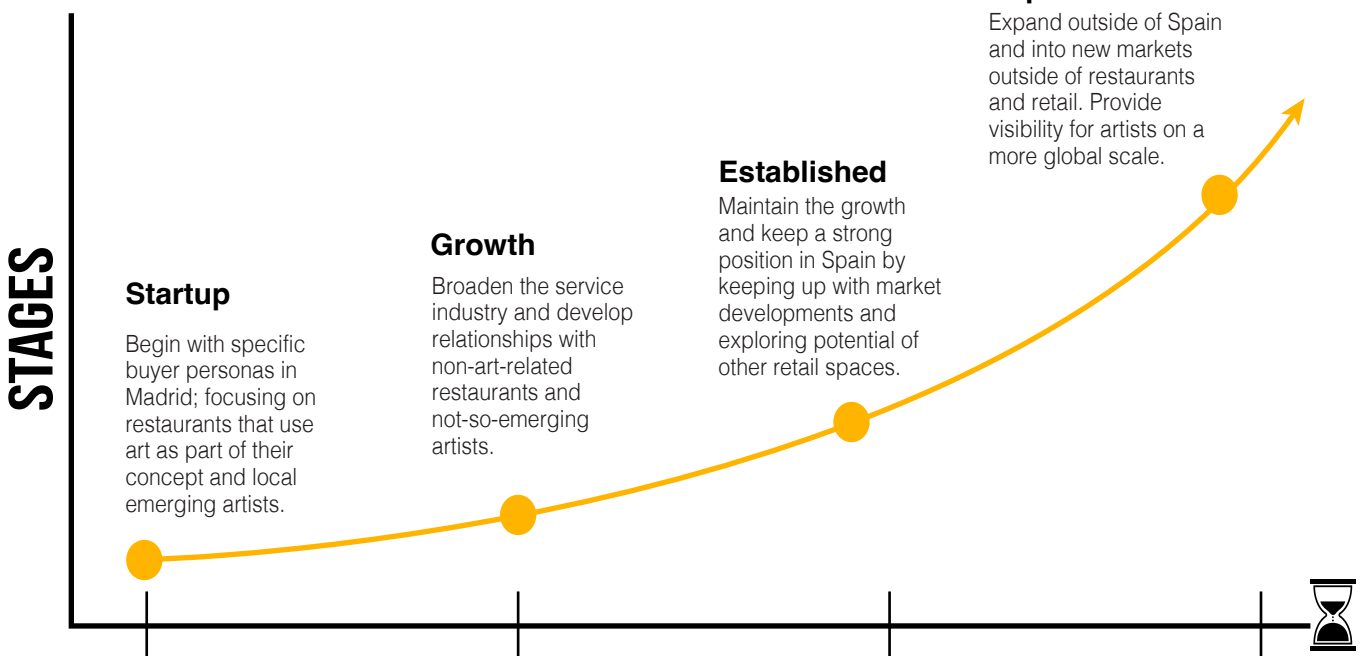 STAGES
Startup
Begin with specific
buyer personas in
Madrid; focusing on
restaurants that use
art as part of their
concept and local
emerging artists.
Growth
Broaden the service
industry and develop
relationships with
non-art-related
restaurants and
not-so-emerging
artists.
Established
Maintain the growth
and keep a strong
position in Spain by
keeping up with market
developments and
exploring potential of
other retail spaces.
Expand outside of Spain
and into new markets
outside of restaurants
and retail. Provide
visibility for artists on a
more global scale.